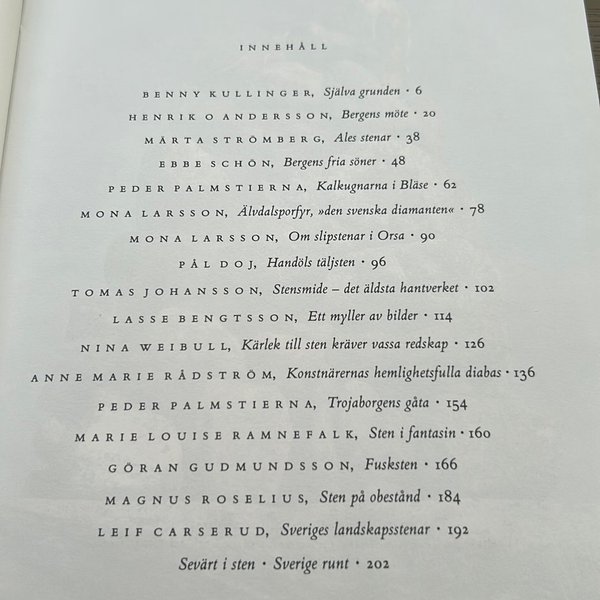 INNEHÅLL
BENNY KULLINGER, Själva grunden · 6
HENRIK O ANDERSSON, Bergens möte · 20
MÄRTA STRÖMBERG, Ales stenar · 38
EBBE SCHÖN, Bergens fria söner · 48
PEDER PALMSTIERNA, Kalkugnarna i Bläse · 62
MONA LARSSON, Älvdalsporfyr, »den svenska diamanten« · 78
MONA LARSSON, Om slipstenar i Orsa · 90
PÅL DOJ, Handöls täljsten · 96
TOMAS JOHANSSON, Stensmide – det äldsta hantverket · 102
LASSE BENGTSSON, Ett myller av bilder · 114
NINA WEIBULL, Kärlek till sten kräver vassa redskap · 126
ANNE MARIE RÅDSTRÖM, Konstnärernas hemlighetsfulla diabas · 136
PEDER PALMSTIERNA, Trojaborgens gåta · 154
MARIE LOUISE RAMNEFALK, Sten i fantasin · 160
GÖRAN GUDMUNDSSON, Fusksten · 166
MAGNUS ROSELIUS, Sten på obestånd · 184
LEIF CARSERUD, Sveriges landskapsstenar · 192
Sevärt i sten · Sverige runt · 202